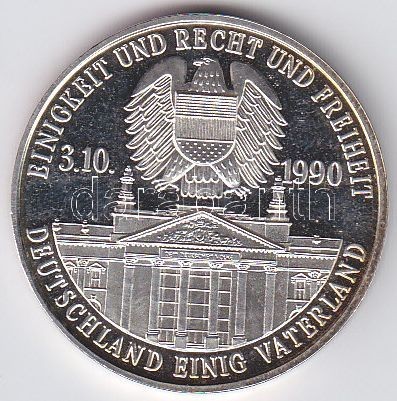 EINIGKEIT UND RECHT UND FREIHEIT
3.10. 1990
DEUTSCHLAND EINIG VATERLAND